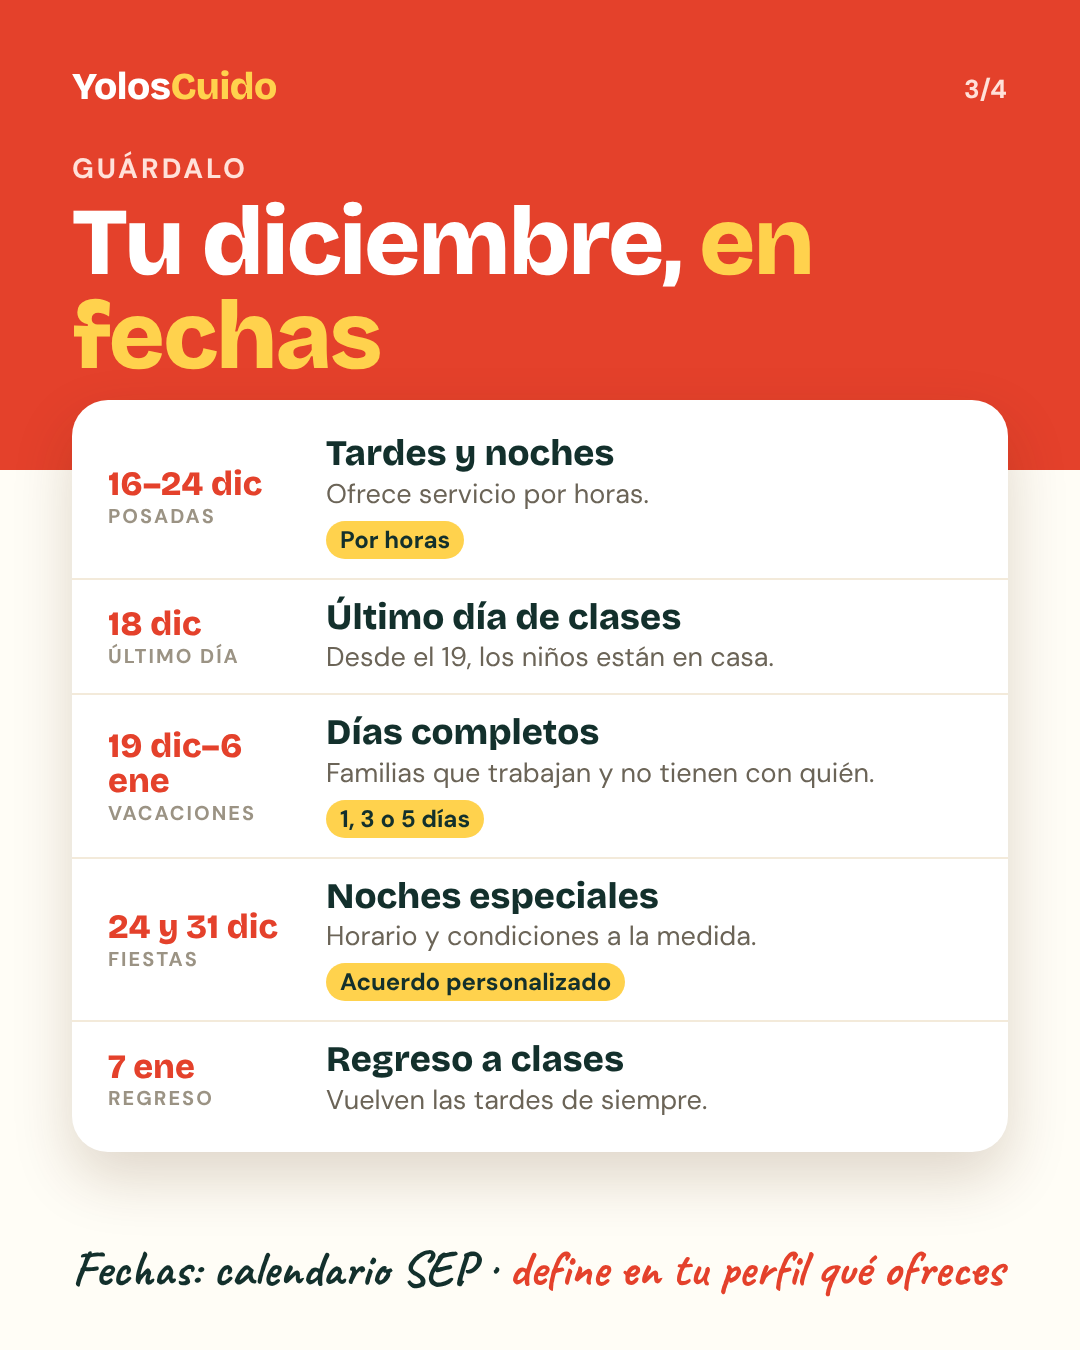 YolosCuido
3/4
GUÁRDALO
Tu diciembre, en
fechas
16–24 dic
POSADAS
Tardes y noches
Ofrece servicio por horas.
Por horas
18 dic
ÚLTIMO DÍA
Último día de clases
Desde el 19, los niños están en casa.
19 dic–6
ene
VACACIONES
Días completos
Familias que trabajan y no tienen con quién.
1, 3 o 5 días
24 y 31 dic
FIESTAS
Noches especiales
Horario y condiciones a la medida.
Acuerdo personalizado
7 ene
REGRESO
Regreso a clases
Vuelven las tardes de siempre.
Fechas: calendario SEP · define en tu perfil qué ofreces